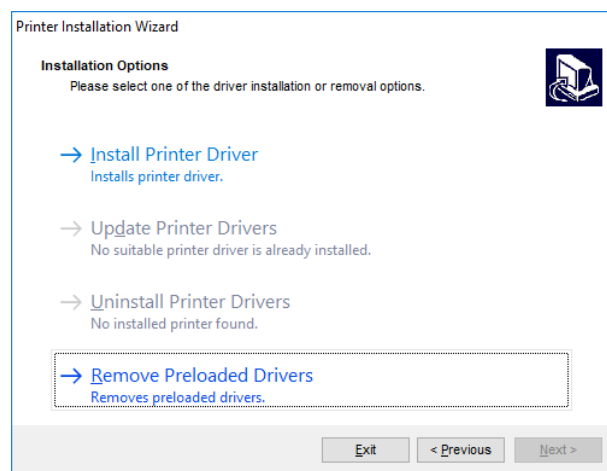 Printer Installation Wizard
Installation Options
Please select one of the driver installation or removal options.
Install Printer Driver
Installs printer driver.
Update Printer Drivers
No suitable printer driver is already installed.
Uninstall Printer Drivers
No installed printer found.
Remove Preloaded Drivers
Removes preloaded drivers.
Exit < Previous Next >